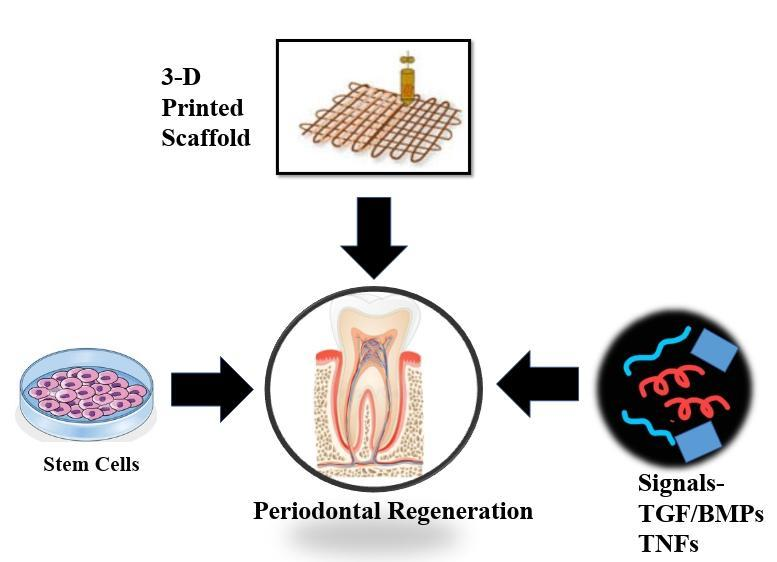 3-D
Printed
Scaffold
Stem Cells
Periodontal Regeneration
Signals-
TGF/BMPs
TNFs